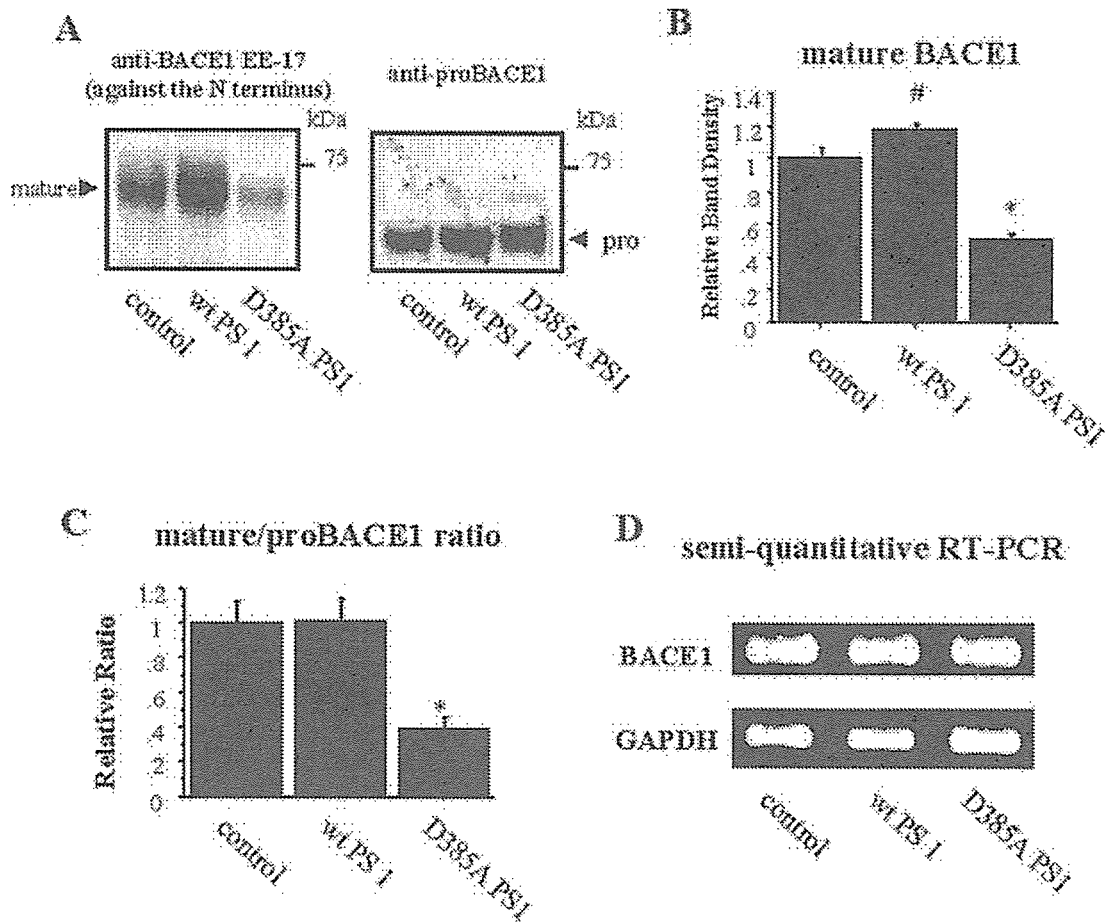 A
anti-BACE1 EE-17
(against the N terminus)
anti-proBACE1
kDa
75
kDa
75
mature
pro
control
wt PS 1
D385A PS1
control
wt PS 1
D385A PS1
B
mature BACE1
Relative Band Density
1.4
1.2
1
.8
.6
.4
.2
0
#
*
control
wt PS 1
D385A PS1
C
mature/proBACE1 ratio
Relative Ratio
1.2
1
.8
.6
.4
.2
0
*
control
wt PS 1
D385A PS1
D
semi-quantitative RT-PCR
BACE1
GAPDH
control
wt PS 1
D385A PS1